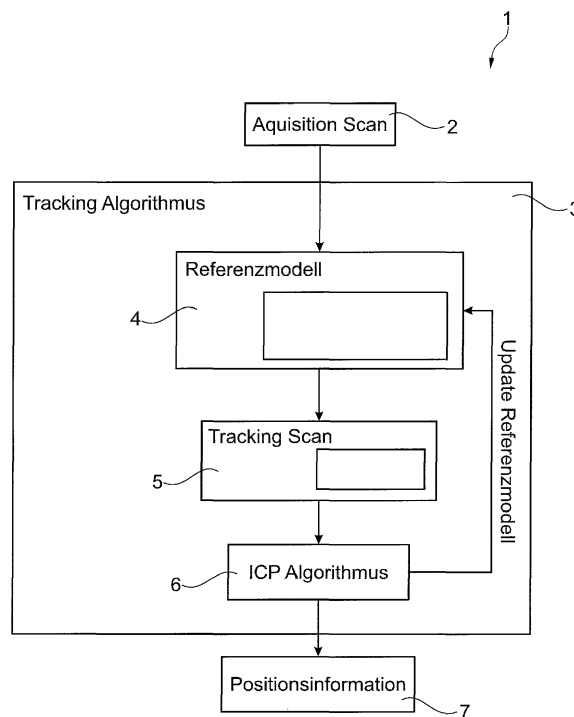 1
Aquisition Scan
2
Tracking Algorithmus
3
Referenzmodell
4
Update Referenzmodell
Tracking Scan
5
ICP Algorithmus
6
Positionsinformation
7